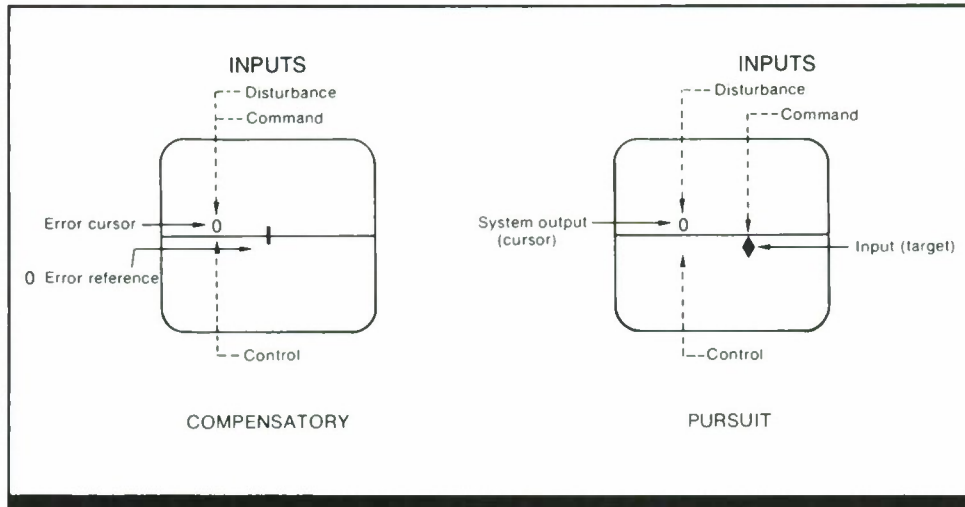 INPUTS
Disturbance
Command
Error cursor
0
0 Error reference
Control
COMPENSATORY
INPUTS
Disturbance
Command
System output
(cursor)
0
Input (target)
Control
PURSUIT